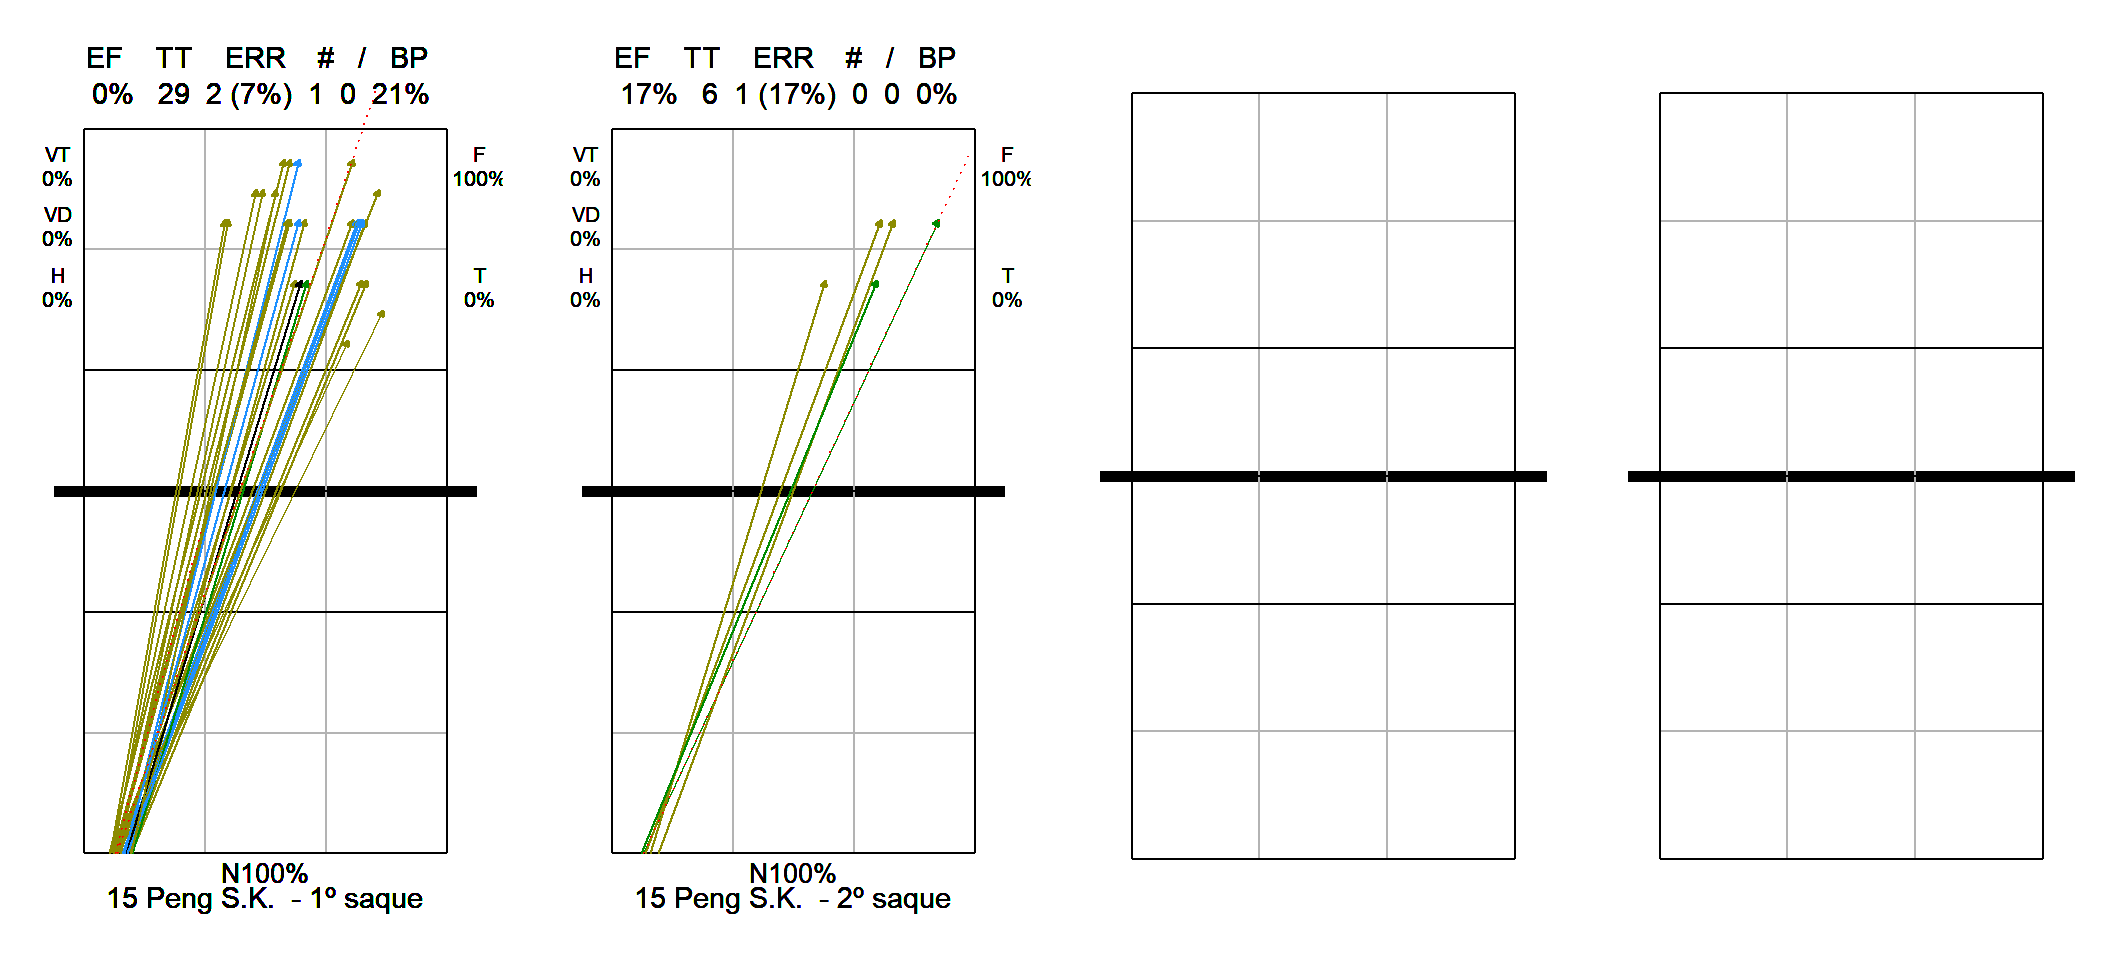 EF TT ERR # / BP
0% 29 2 (7%) 1 0 21%
VT
0%
VD
0%
H
0%
F
100%
T
0%
N100%
15 Peng S.K. - 1º saque
EF TT ERR # / BP
17% 6 1 (17%) 0 0 0%
VT
0%
VD
0%
H
0%
F
100%
T
0%
N100%
15 Peng S.K. - 2º saque